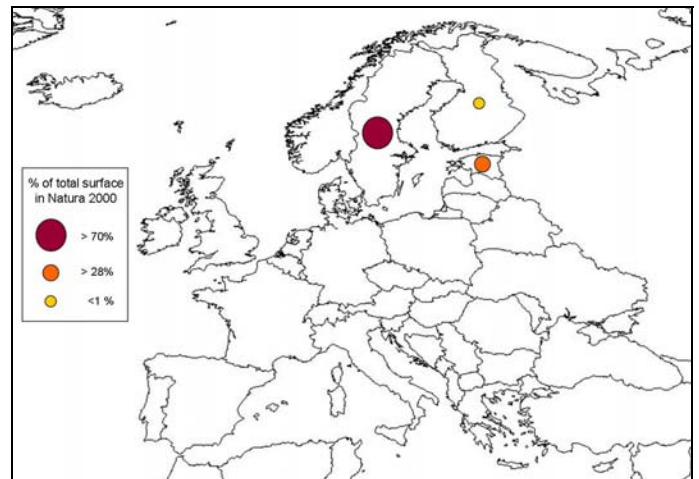 % of total surface
in Natura 2000
> 70%
> 28%
<1 %